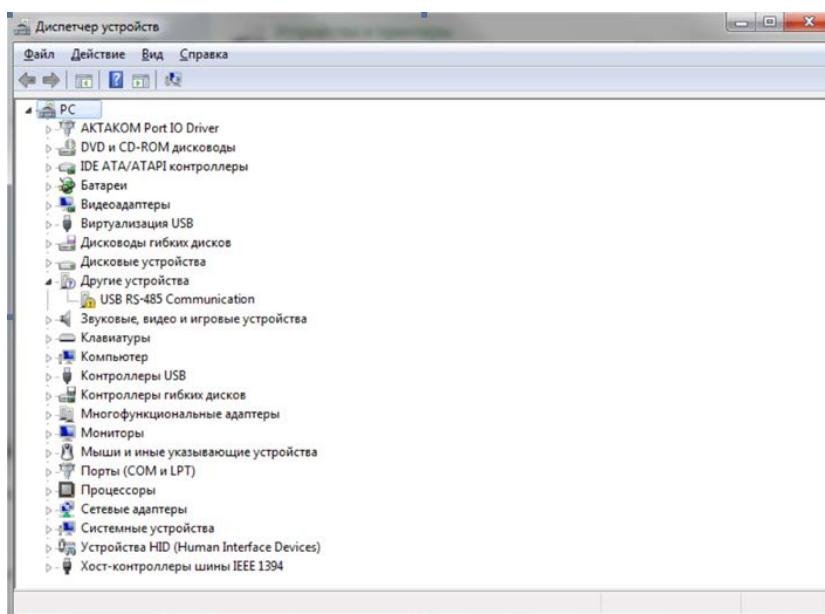 Диспетчер устройств
Файл Действие Вид Справка
PC
AKTAKOM Port IO Driver
DVD и CD-ROM дисководы
IDE ATA/ATAPI контроллеры
Батареи
Видеоадаптеры
Виртуализация USB
Дисководы гибких дисков
Дисковые устройства
Другие устройства
USB RS-485 Communication
Звуковые, видео и игровые устройства
Клавиатуры
Компьютер
Контроллеры USB
Контроллеры гибких дисков
Многофункциональные адаптеры
Мониторы
Мыши и иные указывающие устройства
Порты (COM и LPT)
Процессоры
Сетевые адаптеры
Системные устройства
Устройства HID (Human Interface Devices)
Хост-контроллеры шины IEEE 1394